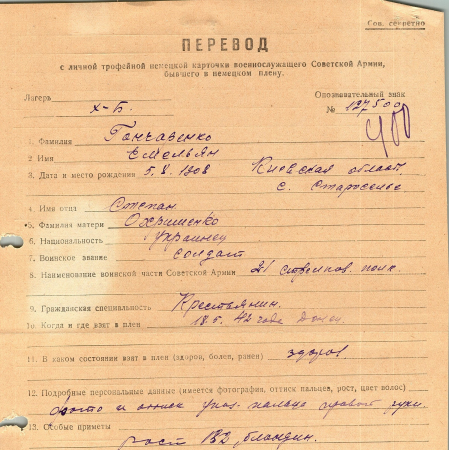 Сов. секретно
ПЕРЕВОД
с личной трофейной немецкой карточки военнослужащего Советской Армии,
бывшего в немецком плену.
Лагерь X-Б. Опознавательный знак
№ 127500
1. Фамилия Гончаренко
2. Имя Емельян
3. Дата и место рождения 5. 1908 Киевская област.
с. Старосенье
4. Имя отца Степан
5. Фамилия матери Охрименко
6. Национальность украинец
7. Воинское звание солдат
8. Наименование воинской части Советской Армии 21 стрелков. полк.
9. Гражданская специальность Крестьянин.
10. Когда и где взят в плен 18.5.42 года
11. В каком состоянии взят в плен (здоров, болен, ранен) здоров
12. Подробные персональные данные (имеется фотография, оттиск пальцев, рост, цвет волос)
фото и оттиск указ. пальца правой руки.
13. Особые приметы
рост 182 блондин.